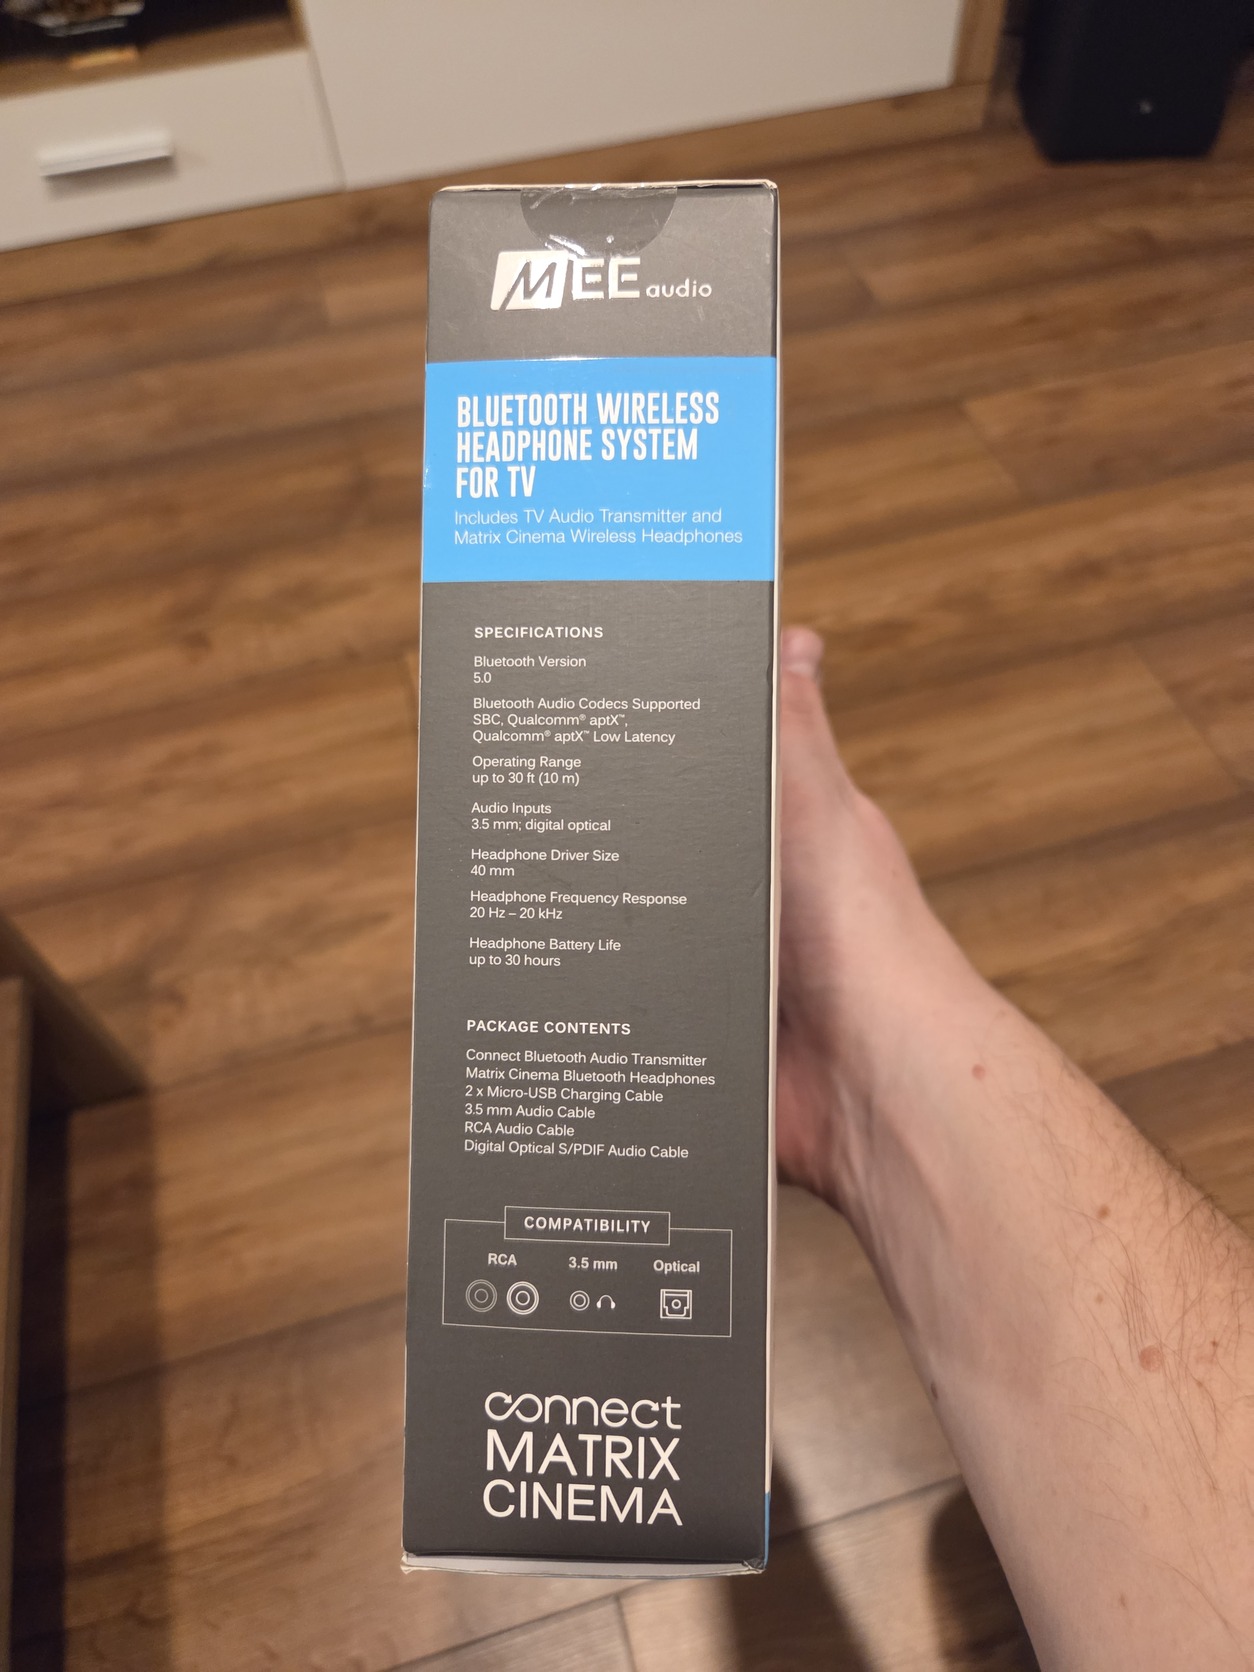 MEE audio
BLUETOOTH WIRELESS
HEADPHONE SYSTEM
FOR TV
Includes TV Audio Transmitter and
Matrix Cinema Wireless Headphones
SPECIFICATIONS
Bluetooth Version
5.0
Bluetooth Audio Codecs Supported
SBC, Qualcomm® aptX™,
Qualcomm® aptX™ Low Latency
Operating Range
up to 30 ft (10 m)
Audio Inputs
3.5 mm; digital optical
Headphone Driver Size
40 mm
Headphone Frequency Response
20 Hz – 20 kHz
Headphone Battery Life
up to 30 hours
PACKAGE CONTENTS
Connect Bluetooth Audio Transmitter
Matrix Cinema Bluetooth Headphones
2 x Micro-USB Charging Cable
3.5 mm Audio Cable
RCA Audio Cable
Digital Optical S/PDIF Audio Cable
COMPATIBILITY
RCA 3.5 mm Optical
connect
MATRIX
CINEMA